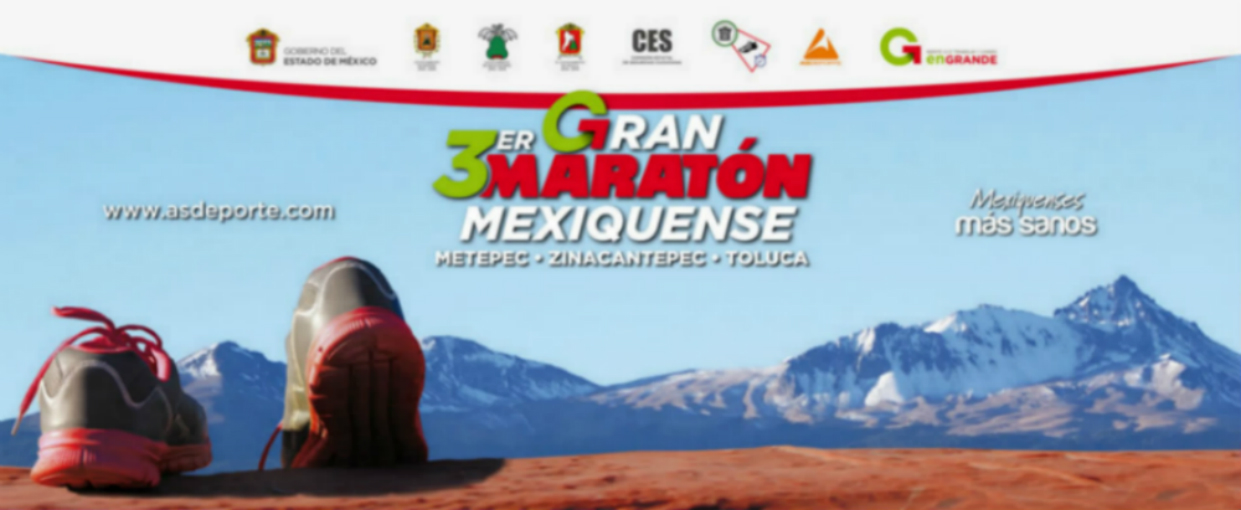 GOBIERNO DEL
ESTADO DE MÉXICO
CES
enGRANDE
3ER GRAN
MARATÓN
MEXIQUENSE
METEPEC • ZINACANTEPEC • TOLUCA
www.asdeporte.com
Mexiquenses
más sanos